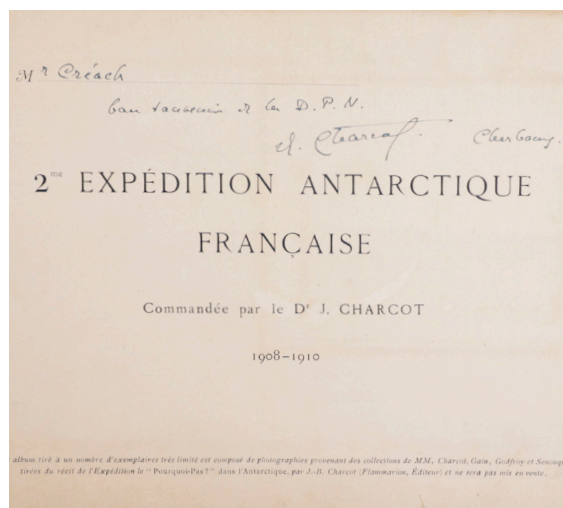 Mr Créach
bon souvenir de la D.P.N.
J. Charcot. Cherbourg.
2me EXPÉDITION ANTARCTIQUE
FRANÇAISE
Commandée par le Dr J. CHARCOT
1908-1910
album tiré à un nombre d'exemplaires très limité est composé de photographies provenant des collections de MM. Charcot, Gain, Godfroy et
tirées du récit de l'Expédition le "Pourquoi-Pas?" dans l'Antarctique, par J.-B. Charcot (Flammarion, Éditeur) et ne sera pas mis en vente.